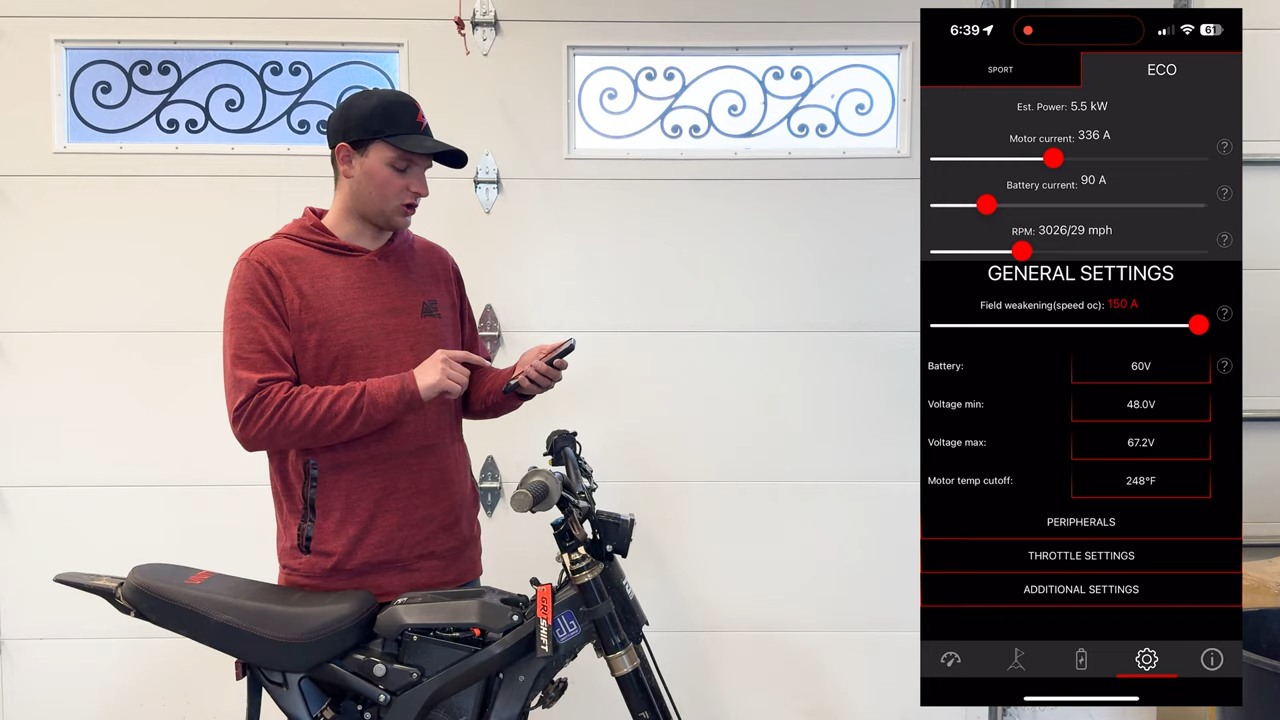 6:39
61
SPORT
ECO
Est. Power: 5.5 kW
Motor current: 336 A
?
Battery current: 90 A
?
RPM: 3026/29 mph
?
GENERAL SETTINGS
Field weakening(speed oc): 150 A
?
Battery:
60V
?
Voltage min:
48.0V
Voltage max:
67.2V
Motor temp cutoff:
248°F
PERIPHERALS
THROTTLE SETTINGS
ADDITIONAL SETTINGS
GRITSHIFT